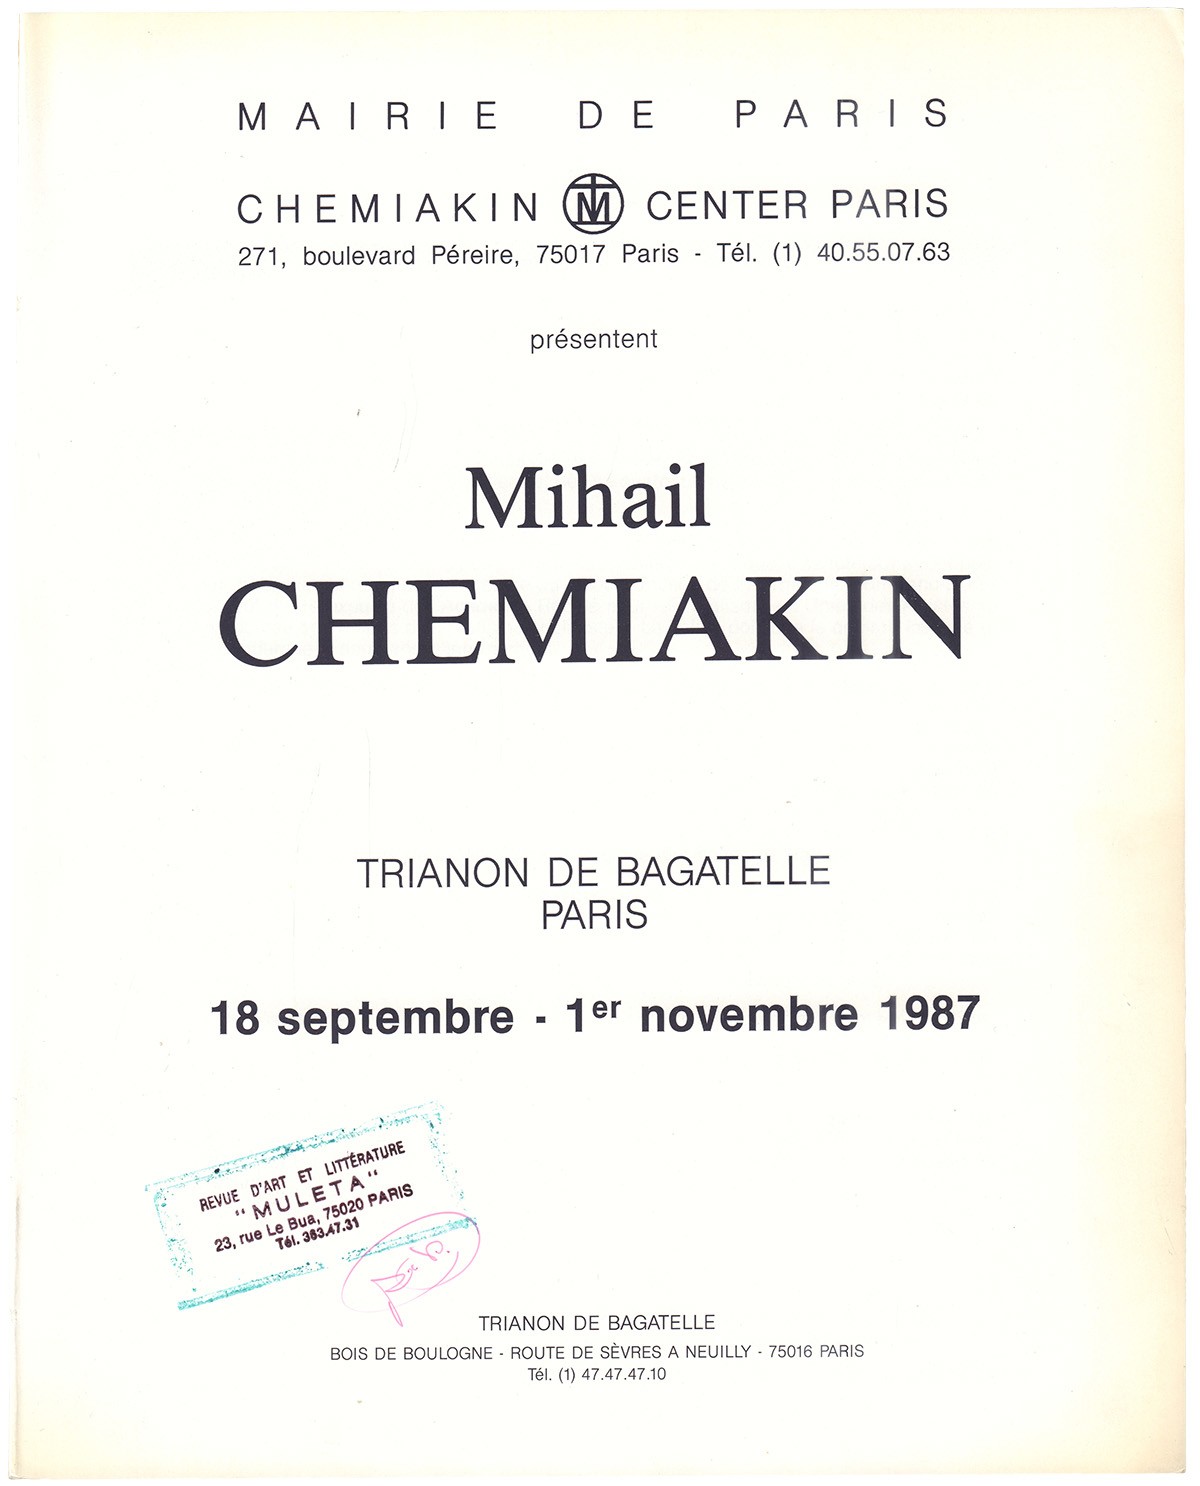 MAIRIE DE PARIS
CHEMIAKIN M CENTER PARIS
271, boulevard Péreire, 75017 Paris - Tél. (1) 40.55.07.63
présentent
Mihail
CHEMIAKIN
TRIANON DE BAGATELLE
PARIS
18 septembre - 1er novembre 1987
REVUE D'ART ET LITTÉRATURE
"MULETA"
23, rue Le Bua, 75020 PARIS
Tél. 363.47.31
TRIANON DE BAGATELLE
BOIS DE BOULOGNE - ROUTE DE SÈVRES A NEUILLY - 75016 PARIS
Tél. (1) 47.47.47.10